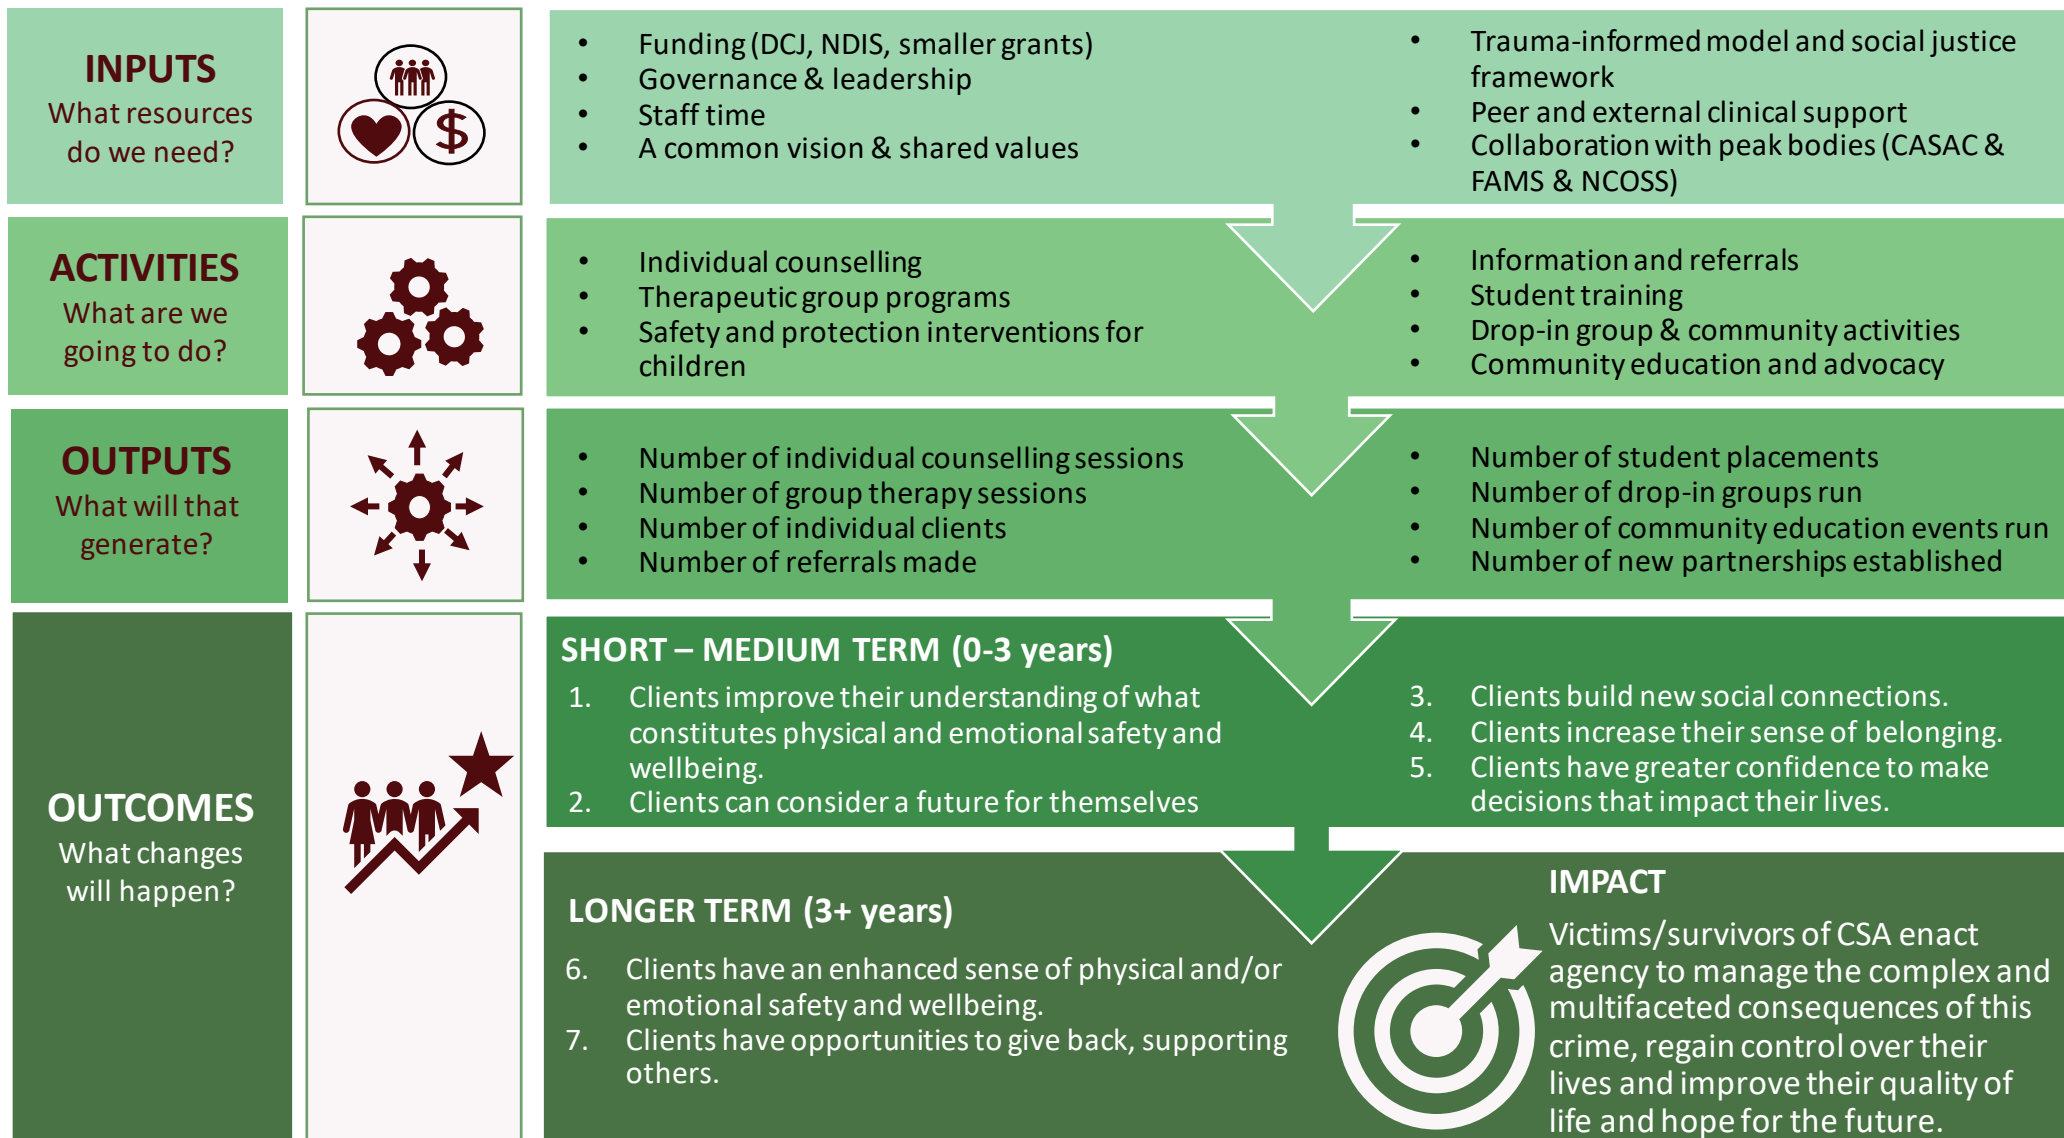 INPUTS
What resources
do we need?
$
• Funding (DCJ, NDIS, smaller grants)
• Governance & leadership
• Staff time
• A common vision & shared values
• Trauma-informed model and social justice
framework
• Peer and external clinical support
• Collaboration with peak bodies (CASAC &
FAMS & NCOSS)
ACTIVITIES
What are we
going to do?
• Individual counselling
• Therapeutic group programs
• Safety and protection interventions for
children
• Information and referrals
• Student training
• Drop-in group & community activities
• Community education and advocacy
OUTPUTS
What will that
generate?
• Number of individual counselling sessions
• Number of group therapy sessions
• Number of individual clients
• Number of referrals made
• Number of student placements
• Number of drop-in groups run
• Number of community education events run
• Number of new partnerships established
OUTCOMES
What changes
will happen?
SHORT – MEDIUM TERM (0-3 years)
1. Clients improve their understanding of what
constitutes physical and emotional safety and
wellbeing.
2. Clients can consider a future for themselves
3. Clients build new social connections.
4. Clients increase their sense of belonging.
5. Clients have greater confidence to make
decisions that impact their lives.
LONGER TERM (3+ years)
6. Clients have an enhanced sense of physical and/or
emotional safety and wellbeing.
7. Clients have opportunities to give back, supporting
others.
IMPACT
Victims/survivors of CSA enact
agency to manage the complex and
multifaceted consequences of this
crime, regain control over their
lives and improve their quality of
life and hope for the future.